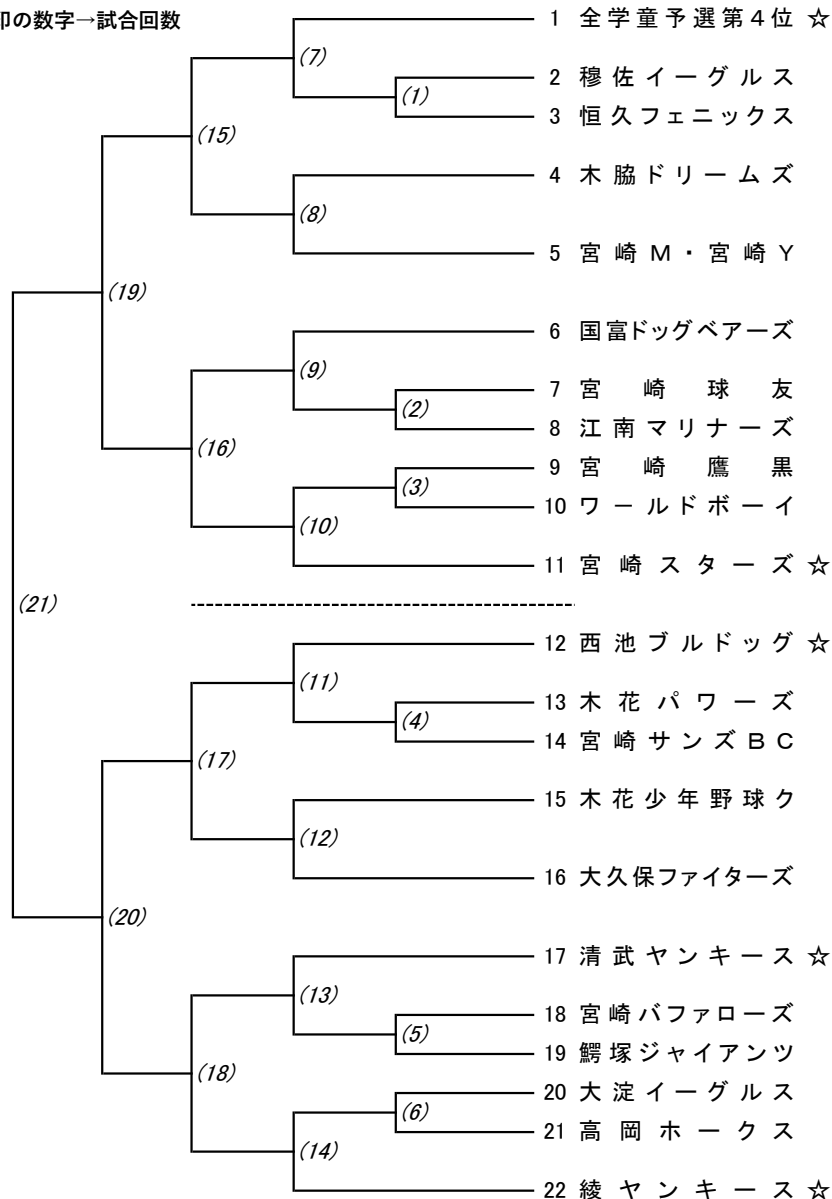 印の数字→試合回数
1 全学童予選第4位 ☆
(7)
2 穆佐イーグルス
(1)
3 恒久フェニックス
(15)
4 木脇ドリームズ
(8)
5 宮崎M・宮崎Y
(19)
6 国富ドッグベアーズ
(9)
7 宮崎球友
(2)
8 江南マリナーズ
(16)
9 宮崎鷹黒
(3)
10 ワールドボーイ
(10)
11 宮崎スターズ ☆
(21)
12 西池ブルドッグ ☆
(11)
13 木花パワーズ
(4)
14 宮崎サンズBC
(17)
15 木花少年野球ク
(12)
16 大久保ファイターズ
(20)
17 清武ヤンキース ☆
(13)
18 宮崎バファローズ
(5)
19 鰐塚ジャイアンツ
(18)
20 大淀イーグルス
(6)
21 高岡ホークス
(14)
22 綾ヤンキース ☆